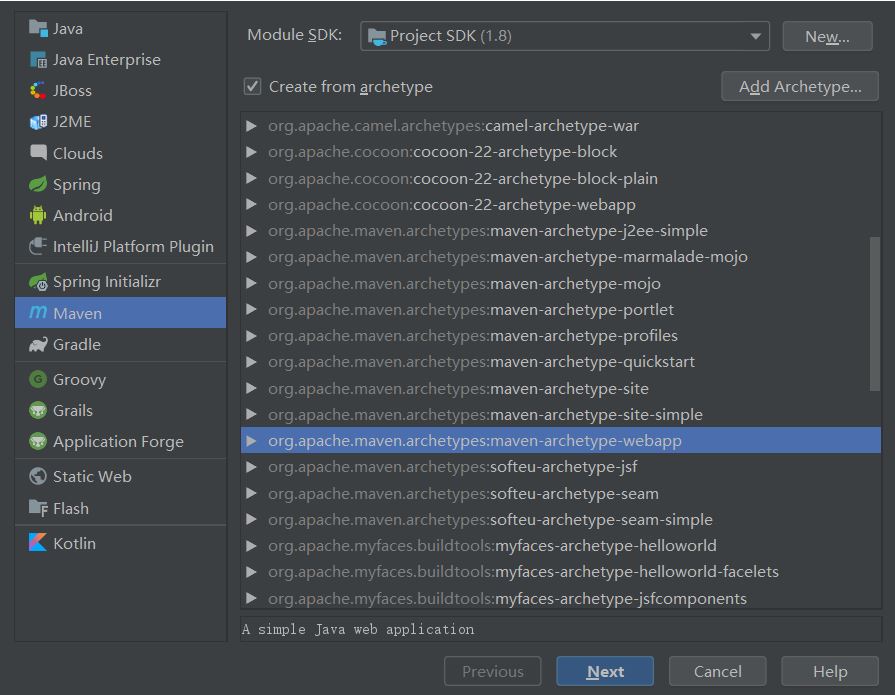 Java
Java Enterprise
JBoss
J2ME
Clouds
Spring
Android
IntelliJ Platform Plugin
Spring Initializr
Maven
Gradle
Groovy
Grails
Application Forge
Static Web
Flash
Kotlin
Module SDK: Project SDK (1.8) New...
Create from archetype Add Archetype...
org.apache.camel.archetypes:camel-archetype-war
org.apache.cocoon:cocoon-22-archetype-block
org.apache.cocoon:cocoon-22-archetype-block-plain
org.apache.cocoon:cocoon-22-archetype-webapp
org.apache.maven.archetypes:maven-archetype-j2ee-simple
org.apache.maven.archetypes:maven-archetype-marmalade-mojo
org.apache.maven.archetypes:maven-archetype-mojo
org.apache.maven.archetypes:maven-archetype-portlet
org.apache.maven.archetypes:maven-archetype-profiles
org.apache.maven.archetypes:maven-archetype-quickstart
org.apache.maven.archetypes:maven-archetype-site
org.apache.maven.archetypes:maven-archetype-site-simple
org.apache.maven.archetypes:maven-archetype-webapp
org.apache.maven.archetypes:softeu-archetype-jsf
org.apache.maven.archetypes:softeu-archetype-seam
org.apache.maven.archetypes:softeu-archetype-seam-simple
org.apache.myfaces.buildtools:myfaces-archetype-helloworld
org.apache.myfaces.buildtools:myfaces-archetype-helloworld-facelets
org.apache.myfaces.buildtools:myfaces-archetype-jsfcomponents
A simple Java web application
Previous Next Cancel Help